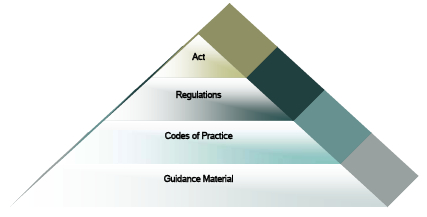 Act
Regulations
Codes of Practice
Guidance Material